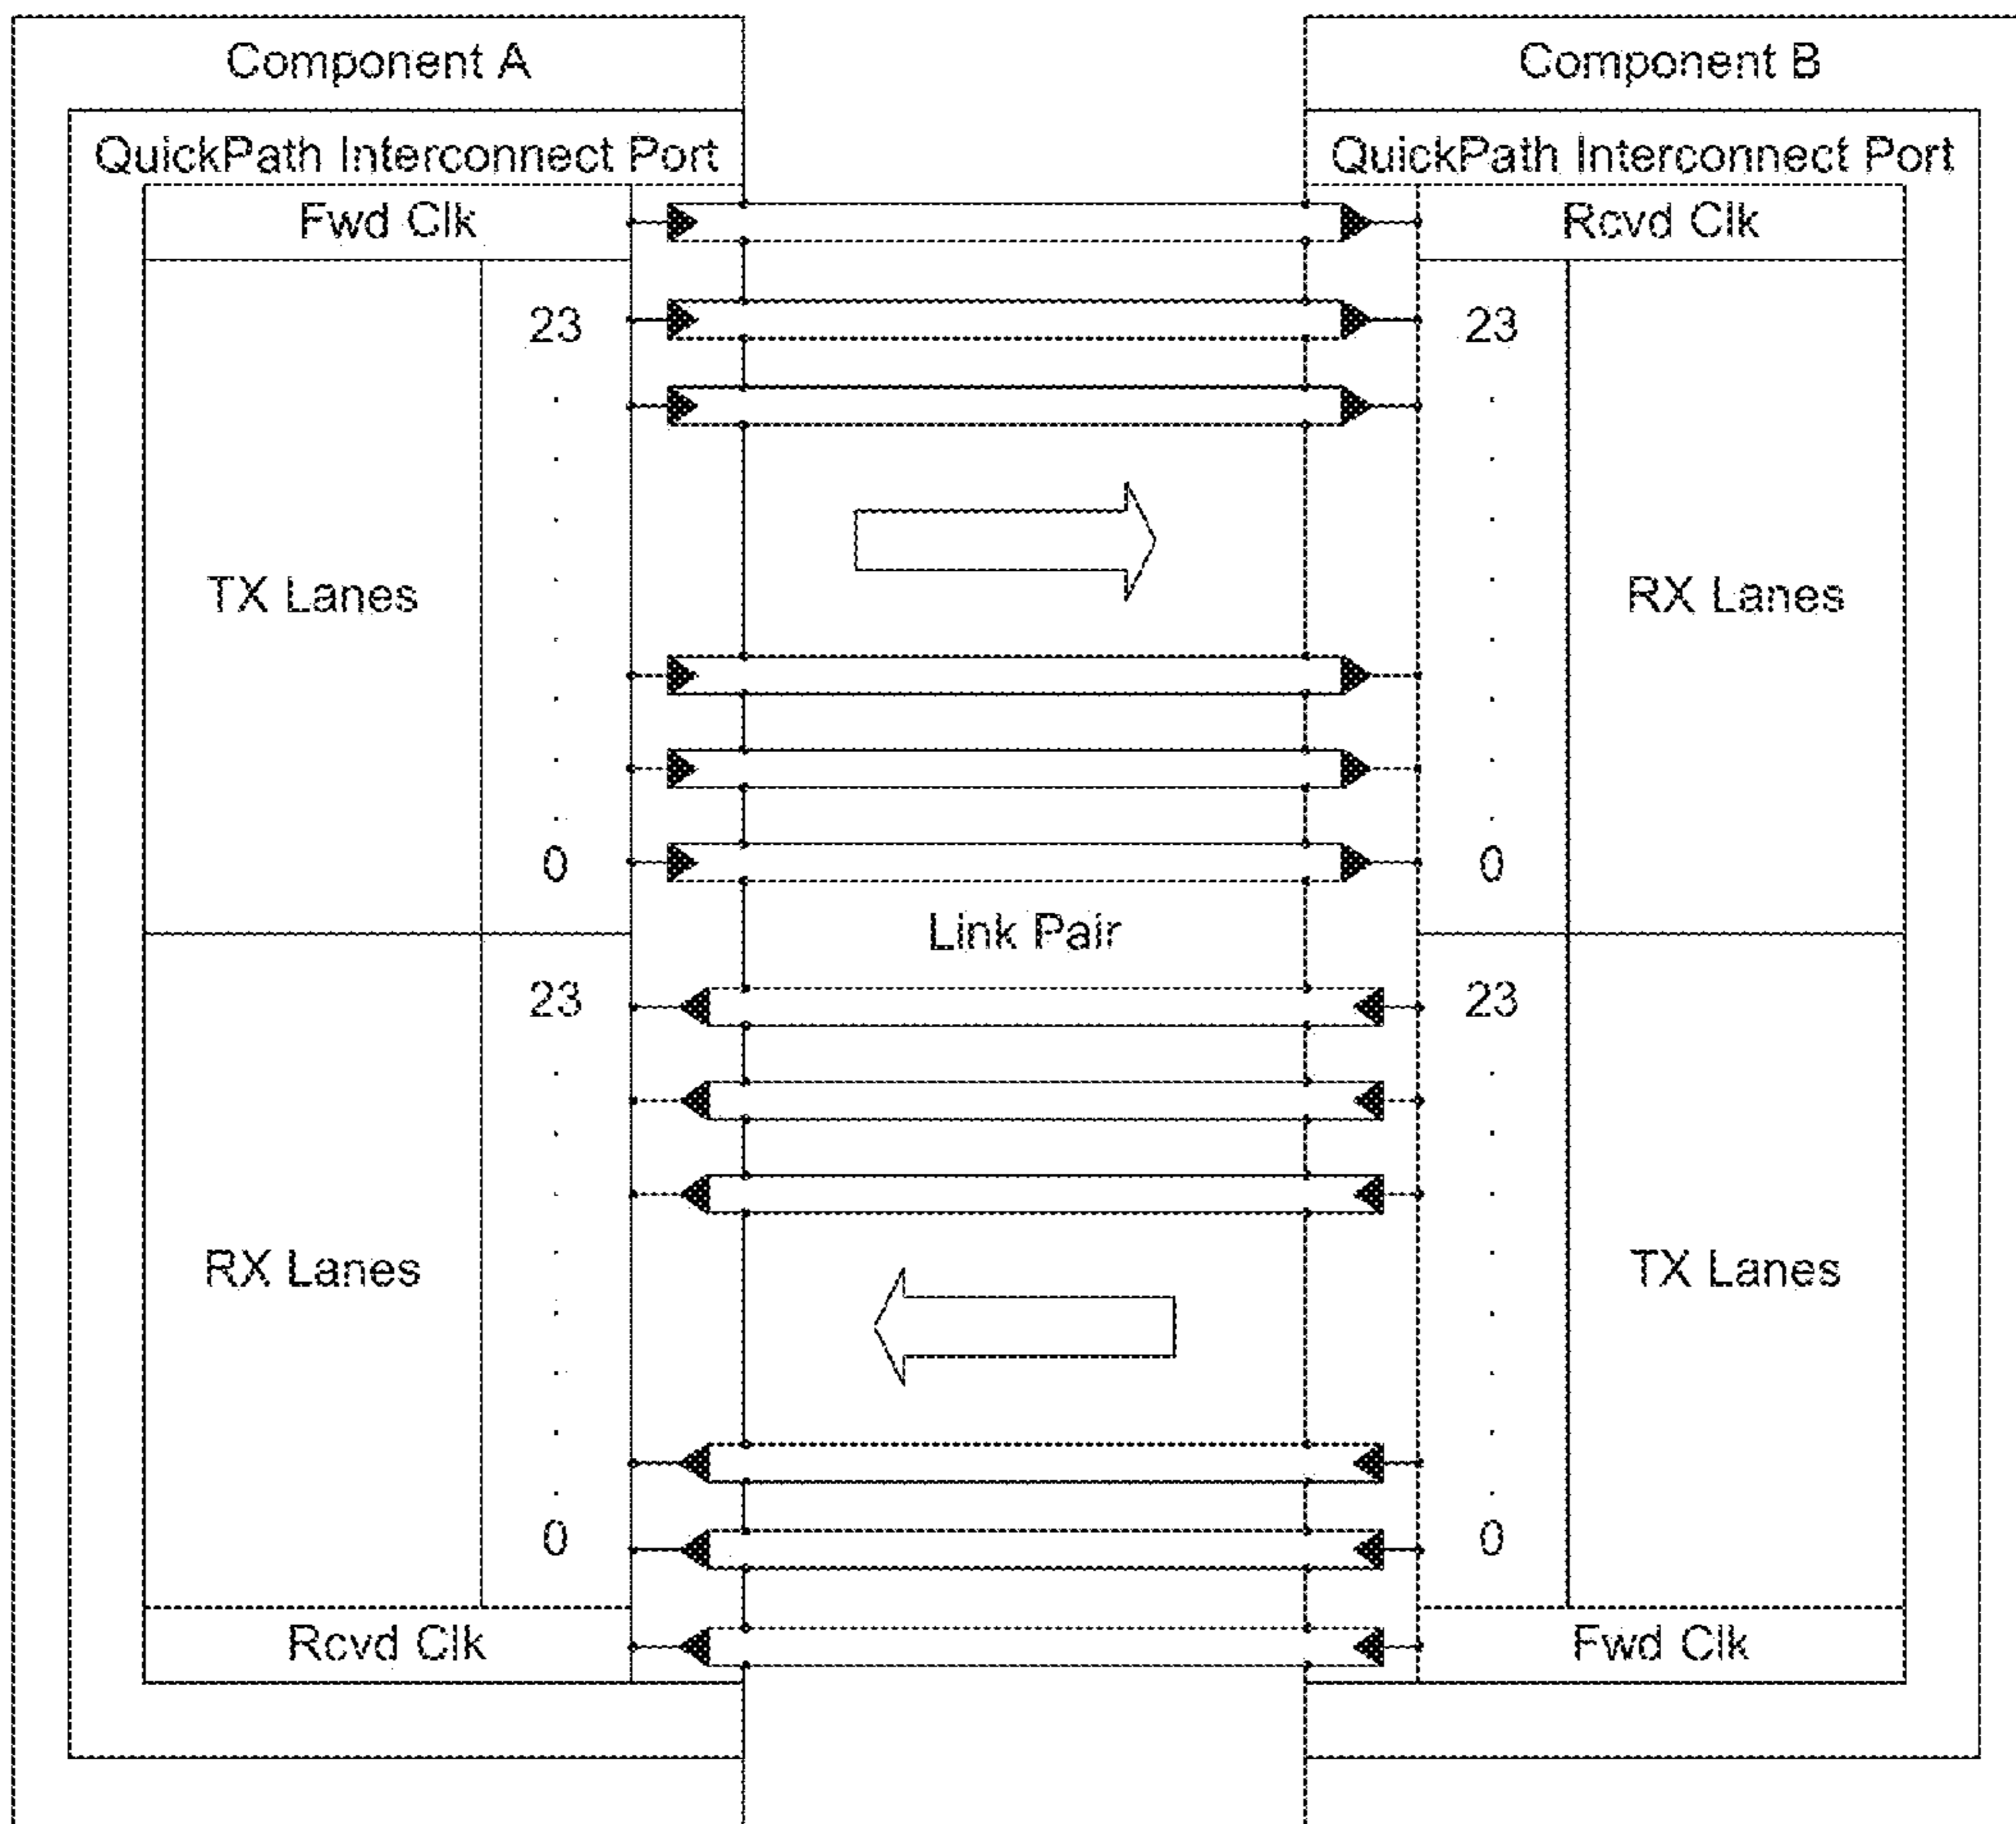 Component A
Component B
QuickPath Interconnect Port
QuickPath Interconnect Port
Fwd Clk
Rcvd Clk
23
23
TX Lanes
RX Lanes
0
0
Link Pair
23
23
RX Lanes
TX Lanes
0
0
Rcvd Clk
Fwd Clk